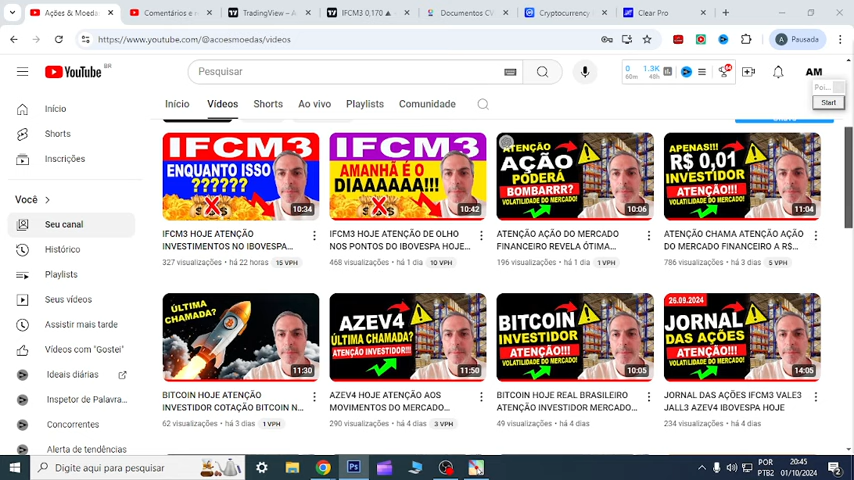 Ações & Moedas
Comentários e
TradingView –
IFCM3 0,170 ▲
Documentos CV
Cryptocurrency
Clear Pro
https://www.youtube.com/@acoesmoedas/videos
Pausada
YouTube BR
Pesquisar
0 1.3K
60m 48h
AM
Start
Início Vídeos Shorts Ao vivo Playlists Comunidade
Início
Shorts
Inscrições
Você
Seu canal
Histórico
Playlists
Seus vídeos
Assistir mais tarde
Vídeos com "Gostei"
Ideais diárias
Inspetor de Palavra...
Concorrentes
Alerta de tendências
IFCM3
ENQUANTO ISSO
??????
10:34
IFCM3 HOJE ATENÇÃO
INVESTIMENTOS NO IBOVESPA...
327 visualizações • há 22 horas 15 VPH
IFCM3
AMANHÃ É O
DIAAAAAA!!!
10:42
IFCM3 HOJE ATENÇÃO DE OLHO
NOS PONTOS DO IBOVESPA HOJE...
468 visualizações • há 1 dia 10 VPH
ATENÇÃO
AÇÃO
PODERÁ
BOMBARRR?
VOLATILIDADE DO MERCADO
10:06
ATENÇÃO AÇÃO DO MERCADO
FINANCEIRO REVELA ÓTIMA...
196 visualizações • há 1 dia 1 VPH
APENAS!!!
R$ 0,01
INVESTIDOR
ATENÇÃO!!!
VOLATILIDADE DO MERCADO
11:04
ATENÇÃO CHAMA ATENÇÃO AÇÃO
DO MERCADO FINANCEIRO A R$...
786 visualizações • há 3 dias 5 VPH
ÚLTIMA
CHAMADA?
11:30
BITCOIN HOJE ATENÇÃO
INVESTIDOR COTAÇÃO BITCOIN N...
62 visualizações • há 3 dias 1 VPH
AZEV4
ÚLTIMA CHAMADA?
ATENÇÃO INVESTIDOR!!!
11:50
AZEV4 HOJE ATENÇÃO AOS
MOVIMENTOS DO MERCADO...
290 visualizações • há 4 dias 3 VPH
BITCOIN
INVESTIDOR
ATENÇÃO!!!
VOLATILIDADE DO MERCADO
10:05
BITCOIN HOJE REAL BRASILEIRO
ATENÇÃO INVESTIDOR MERCADO...
49 visualizações • há 4 dias
26.09.2024
JORNAL
DAS AÇÕES
ATENÇÃO!!!
VOLATILIDADE DO MERCADO
14:05
JORNAL DAS AÇÕES IFCM3 VALE3
JALL3 AZEV4 IBOVESPA HOJE
234 visualizações • há 4 dias
Digite aqui para pesquisar
POR
PTB2
20:45
01/10/2024